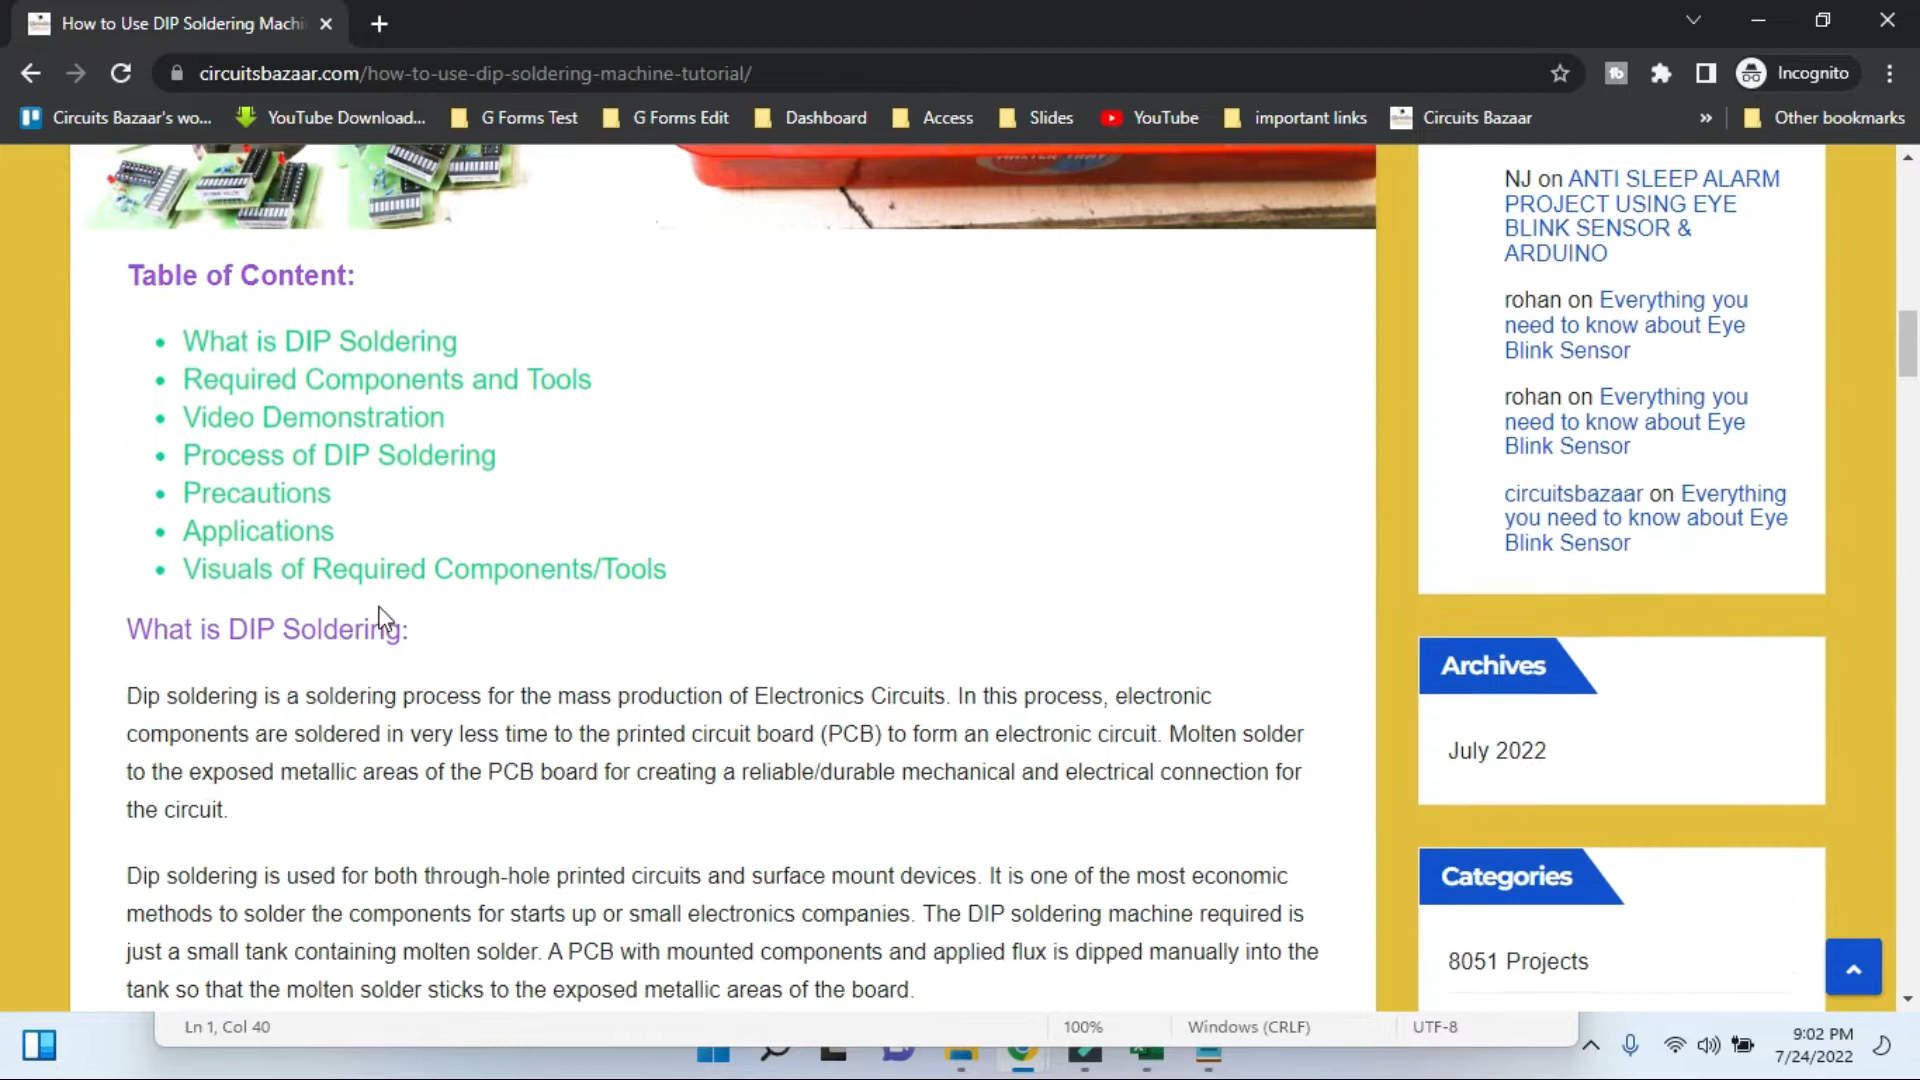 How to Use DIP Soldering Machi
circuitsbazaar.com/how-to-use-dip-soldering-machine-tutorial/
Incognito
Circuits Bazaar's wo...
YouTube Download...
G Forms Test
G Forms Edit
Dashboard
Access
Slides
YouTube
important links
Circuits Bazaar
»
Other bookmarks
Table of Content:
• What is DIP Soldering
• Required Components and Tools
• Video Demonstration
• Process of DIP Soldering
• Precautions
• Applications
• Visuals of Required Components/Tools
What is DIP Soldering:
Dip soldering is a soldering process for the mass production of Electronics Circuits. In this process, electronic
components are soldered in very less time to the printed circuit board (PCB) to form an electronic circuit. Molten solder
to the exposed metallic areas of the PCB board for creating a reliable/durable mechanical and electrical connection for
the circuit.
Dip soldering is used for both through-hole printed circuits and surface mount devices. It is one of the most economic
methods to solder the components for starts up or small electronics companies. The DIP soldering machine required is
just a small tank containing molten solder. A PCB with mounted components and applied flux is dipped manually into the
tank so that the molten solder sticks to the exposed metallic areas of the board.
NJ on ANTI SLEEP ALARM
PROJECT USING EYE
BLINK SENSOR &
ARDUINO
rohan on Everything you
need to know about Eye
Blink Sensor
rohan on Everything you
need to know about Eye
Blink Sensor
circuitsbazaar on Everything
you need to know about Eye
Blink Sensor
Archives
July 2022
Categories
8051 Projects
Ln 1, Col 40
100%
Windows (CRLF)
UTF-8
9:02 PM
7/24/2022